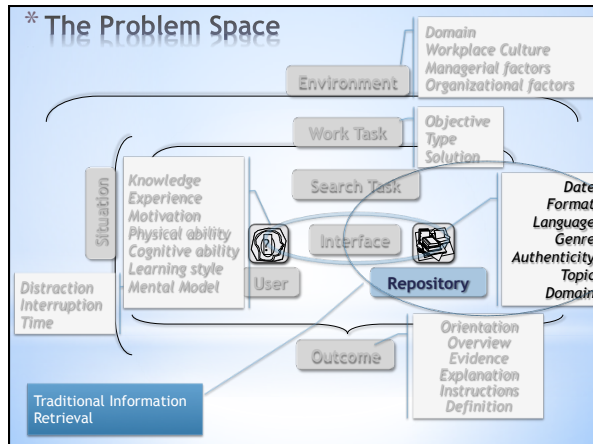 * The Problem Space
Domain
Workplace Culture
Managerial factors
Organizational factors
Environment
Work Task
Objective
Type
Solution
Search Task
Situation
Knowledge
Experience
Motivation
Physical ability
Cognitive ability
Learning style
Mental Model
Interface
User
Repository
Date
Format
Language
Genre
Authenticity
Topic
Domain
Distraction
Interruption
Time
Outcome
Orientation
Overview
Evidence
Explanation
Instructions
Definition
Traditional Information
Retrieval